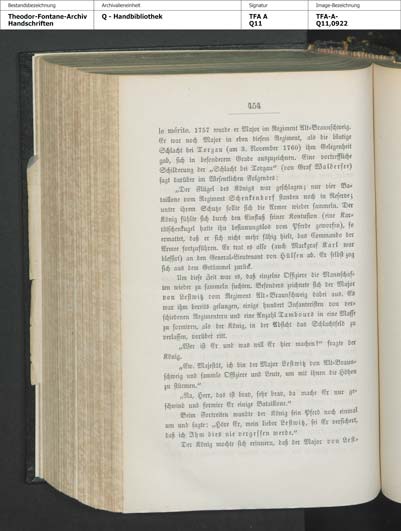 Bestandsbezeichnung
Archivalieneinheit
Signatur
Image-Bezeichnung
Theodor-Fontane-Archiv
Handschriften
Q - Handbibliothek
TFA A
Q11
TFA-A-
Q11,0922
454
le mérite. 1757 wurde er Major im Regiment Alt-Braunschweig.
Er war noch Major in eben diesem Regiment, als die blutige
Schlacht bei Torgau (am 3. November 1760) ihm Gelegenheit
gab, sich in besonderem Grade auszuzeichnen. Eine vortreffliche
Schilderung der „Schlacht bei Torgau“ (von Graf Waldersee)
sagt darüber im Wesentlichen Folgendes:
„Der Flügel des Königs war geschlagen; nur vier Ba-
taillone vom Regiment Schenkendorf standen noch in Reserve;
unter ihrem Schutze sollte sich die Armee wieder sammeln. Der
König fühlte sich durch den Einfluß seiner Kontusion (eine Kar-
tätschenkugel hatte ihn besinnungslos vom Pferde geworfen), so
ermattet, daß er sich nicht mehr fähig hielt, das Commando der
Armee fortzuführen. Er trat es also (auch Markgraf Karl war
blessirt) an den General-Lieutenant von Hülsen ab. Er selbst zog
sich aus dem Getümmel zurück.
Um diese Zeit war es, daß einzelne Offiziere die Mannschaf-
ten wieder zu sammeln suchten. Besonders zeichnete sich der Major
von Lestwitz vom Regiment Alt-Braunschweig dabei aus. Es
war ihm bereits gelungen, einige hundert Infanteristen von ver-
schiedenen Regimentern und eine Anzahl Tambours in eine Masse
zu formiren, als der König, in der Absicht das Schlachtfeld zu
verlassen, vorüber ritt.
„Wer ist Er und was will Er hier machen?“ fragte der
König.
„Ew. Majestät, ich bin der Major Lestwitz von Alt-Braun-
schweig und sammle Offiziere und Leute, um mit ihnen die Höhen
zu stürmen.“
„Na, Herr, das ist brav, sehr brav, da mache Er nur ge-
schwind und formire Er einige Bataillone.“
Beim Fortreiten wandte der König sein Pferd noch einmal
um und sagte: „Höre Er, mein lieber Lestwitz, sei Er versichert,
daß ich Ihm dies nie vergessen werde.“
Der König mochte sich erinnern, daß der Major von Lest-